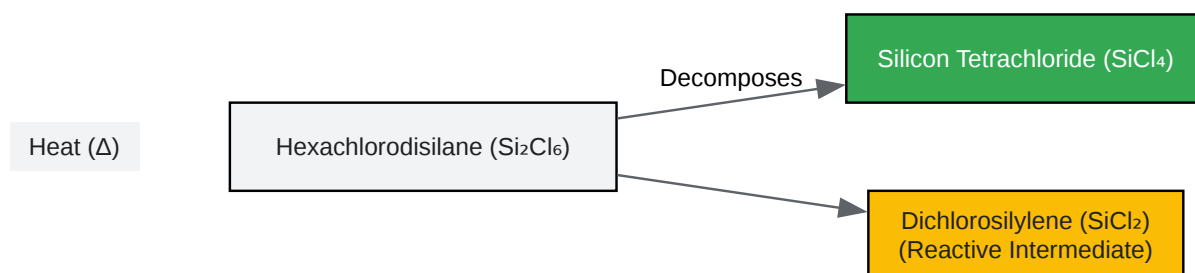 Heat (Δ)
Hexachlorodisilane (Si₂Cl₆)
Decomposes
Silicon Tetrachloride (SiCl₄)
Dichlorosilylene (SiCl₂)
(Reactive Intermediate)